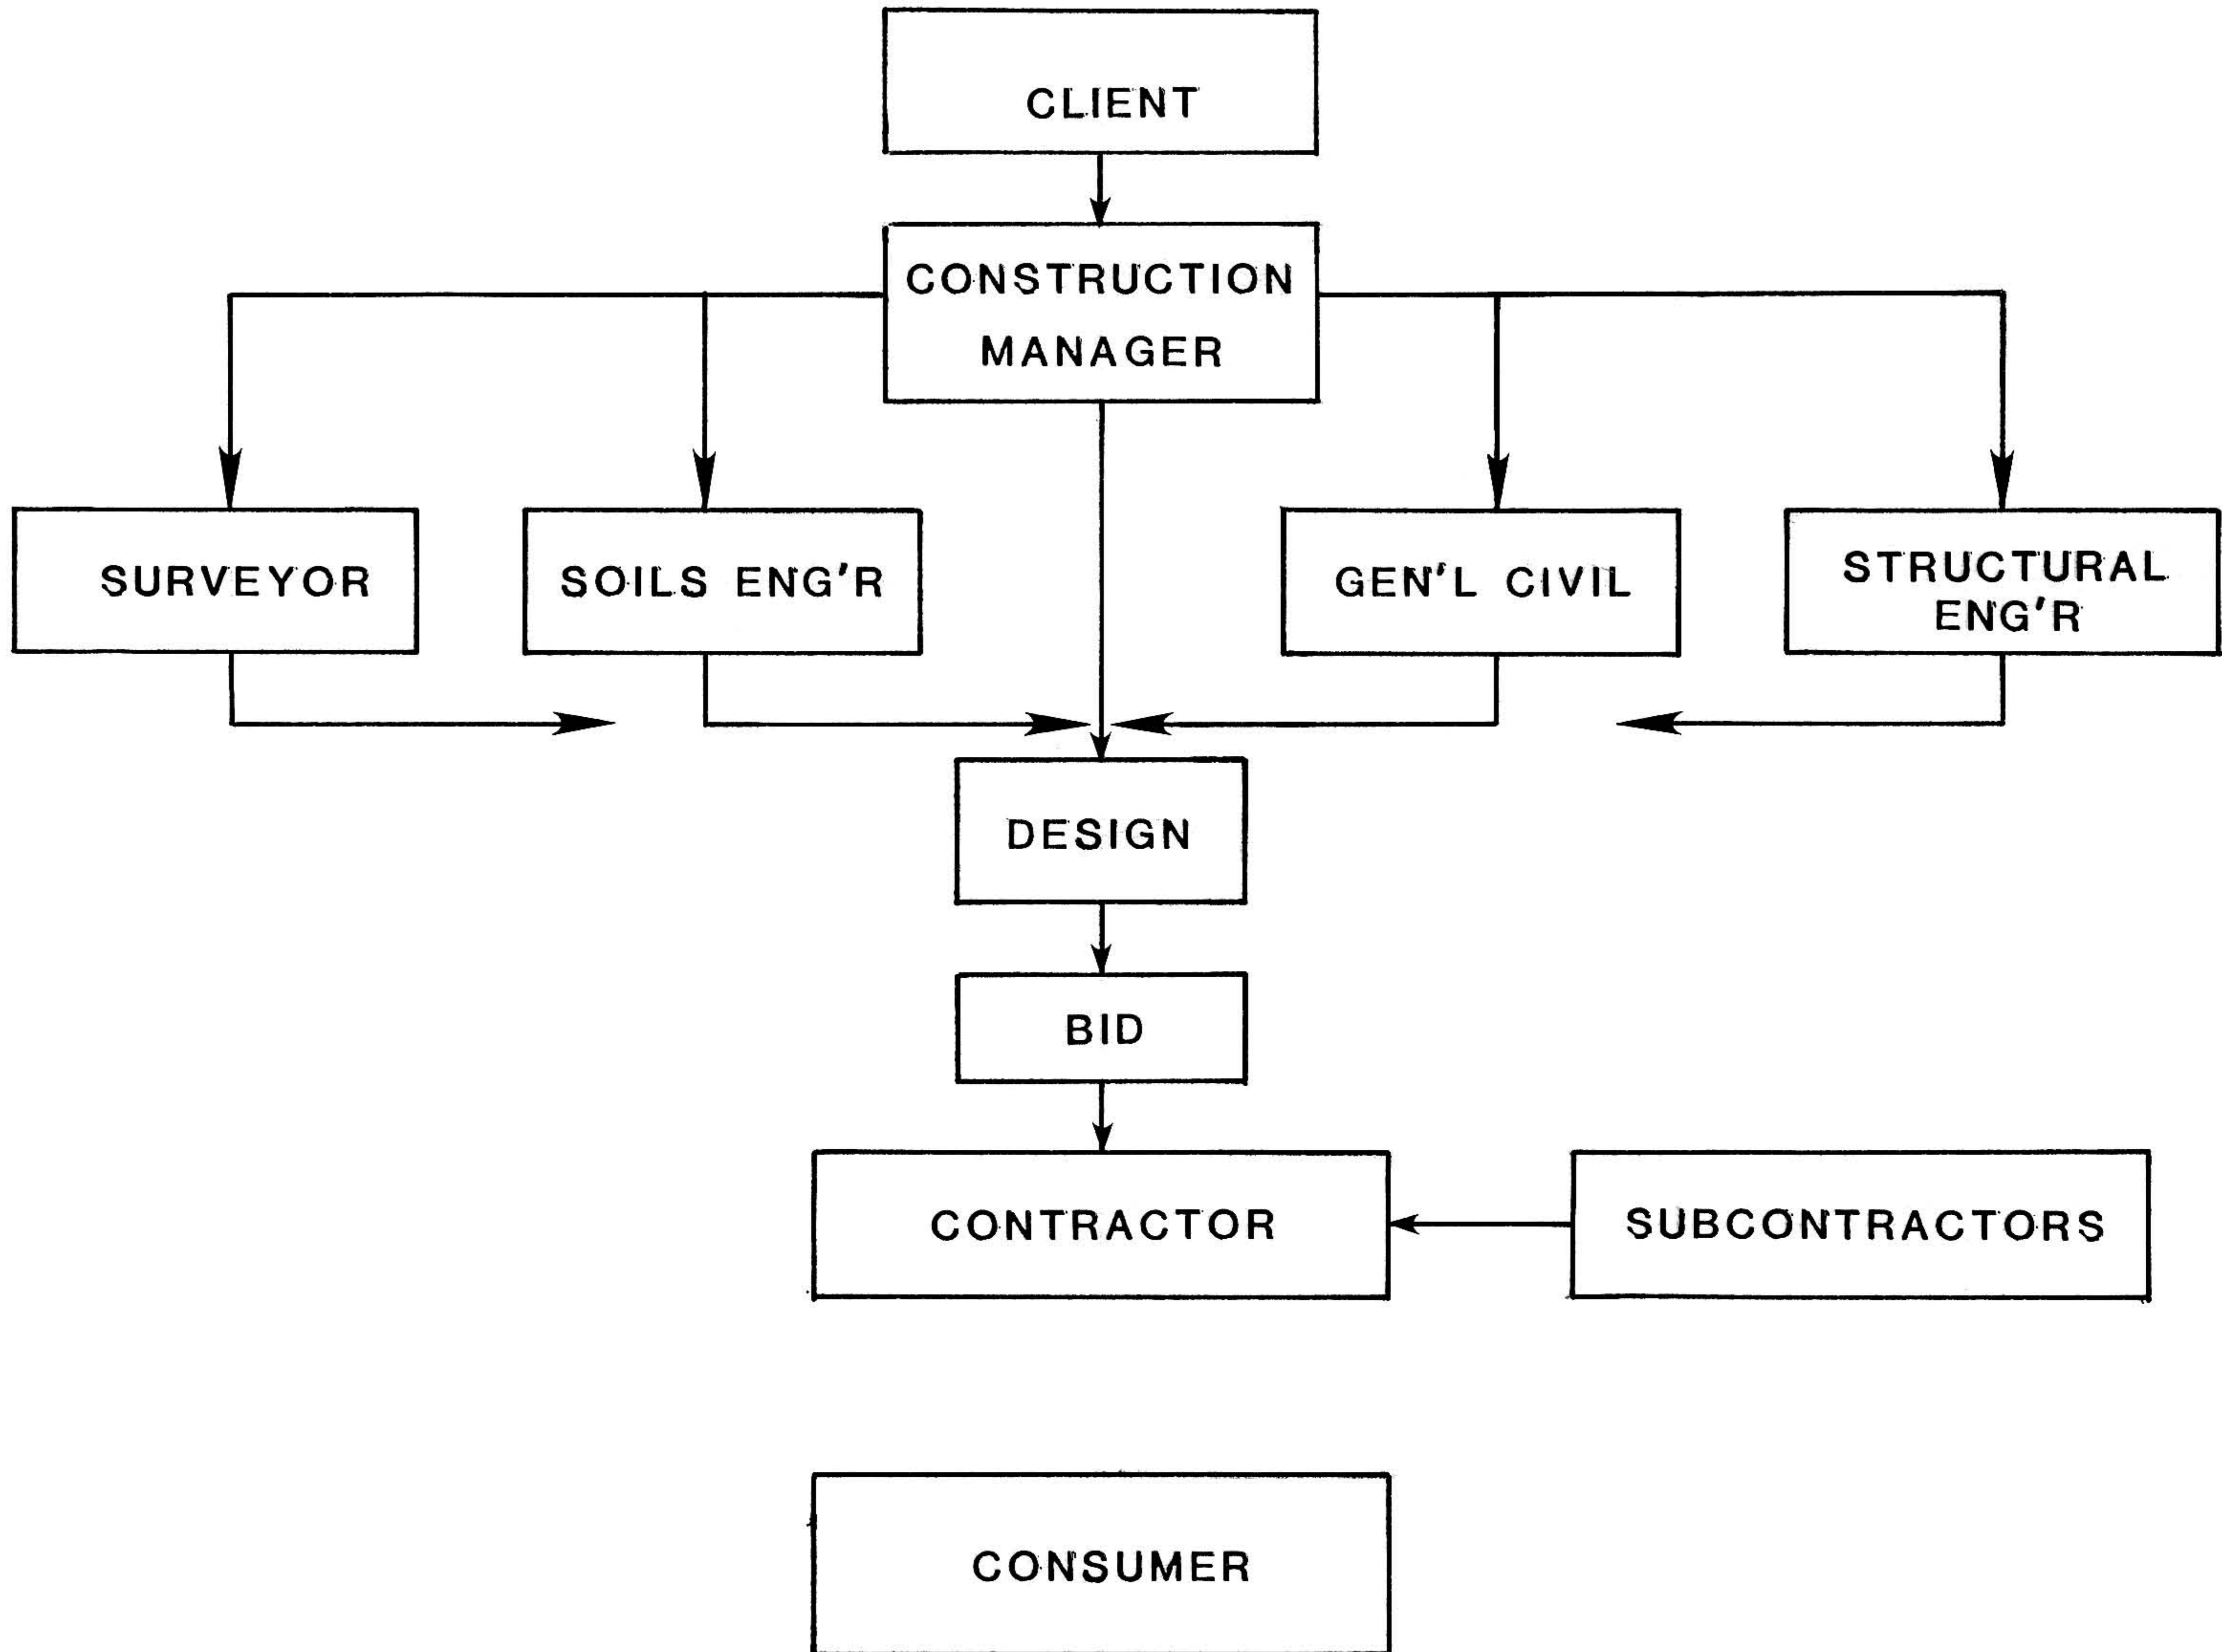 CLIENT
CONSTRUCTION
MANAGER
SURVEYOR
SOILS ENG'R
GEN'L CIVIL
STRUCTURAL
ENG'R
DESIGN
BID
CONTRACTOR
SUBCONTRACTORS
CONSUMER